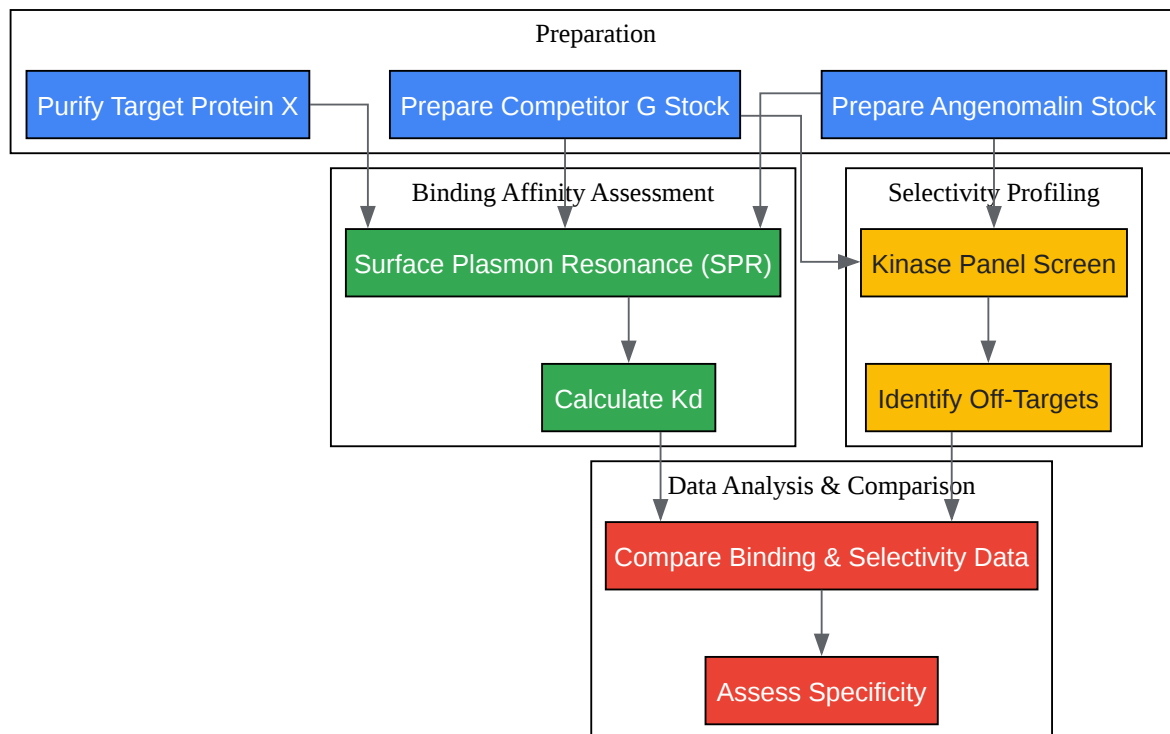 Preparation
Purify Target Protein X
Prepare Competitor G Stock
Prepare Angenomalin Stock
Binding Affinity Assessment
Selectivity Profiling
Surface Plasmon Resonance (SPR)
Kinase Panel Screen
Calculate Kd
Identify Off-Targets
Data Analysis & Comparison
Compare Binding & Selectivity Data
Assess Specificity